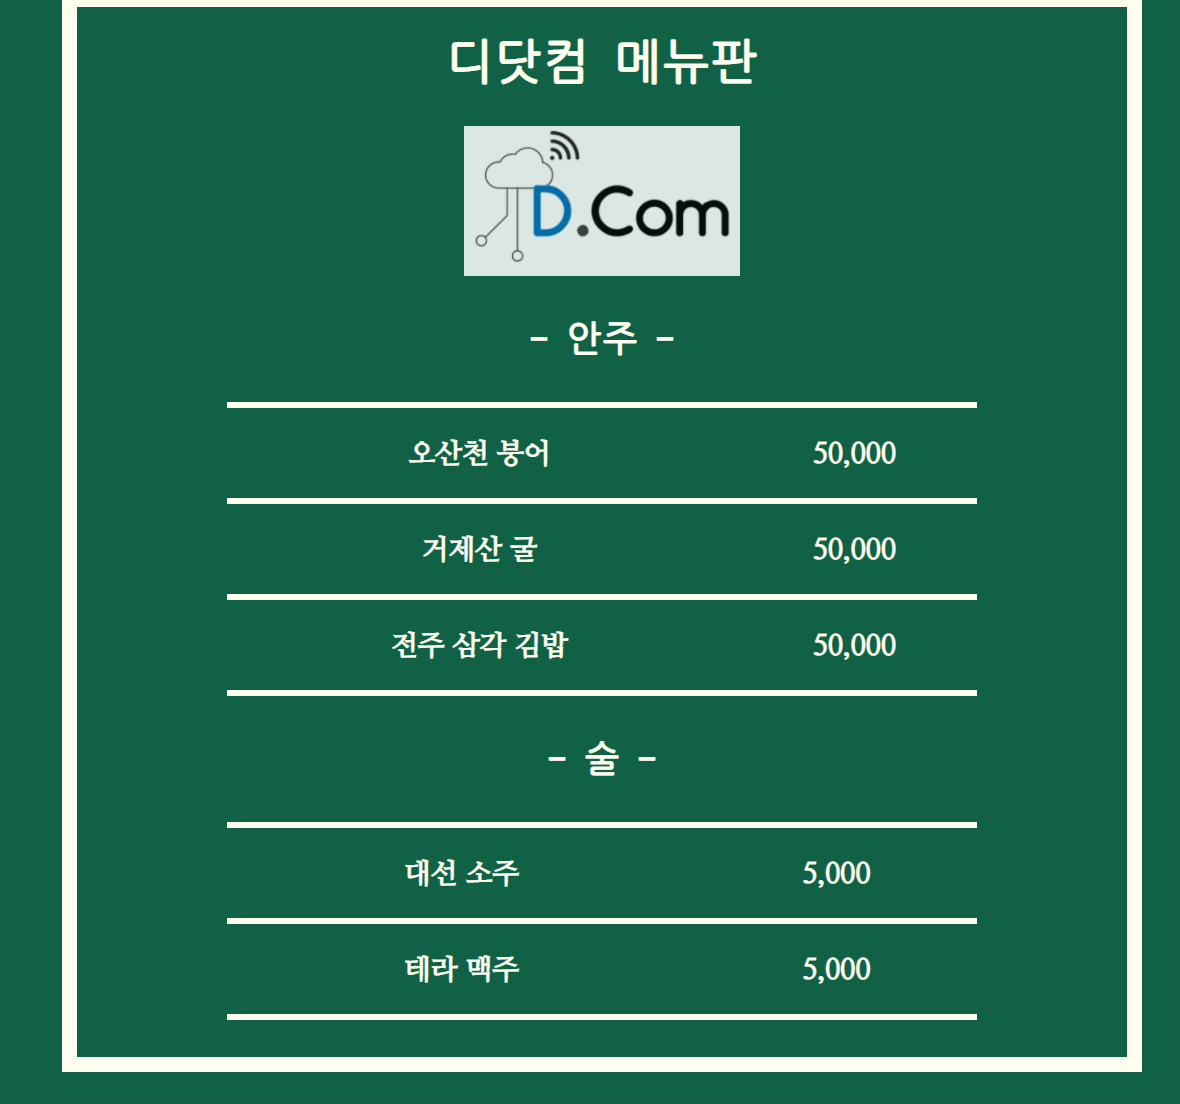 디닷컴 메뉴판
D.Com
- 안주 -
오산천 붕어 50,000
거제산 굴 50,000
전주 삼각 김밥 50,000
- 술 -
대선 소주 5,000
테라 맥주 5,000